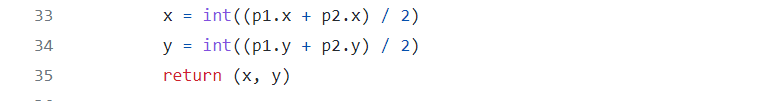 33 x = int((p1.x + p2.x) / 2)
34 y = int((p1.y + p2.y) / 2)
35 return (x, y)